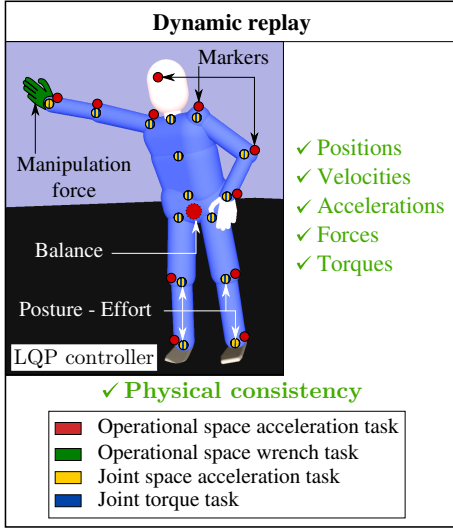 Dynamic replay
Markers
Manipulation
force
✓ Positions
✓ Velocities
✓ Accelerations
✓ Forces
✓ Torques
Balance
Posture - Effort
LQP controller
✓ Physical consistency
Operational space acceleration task
Operational space wrench task
Joint space acceleration task
Joint torque task